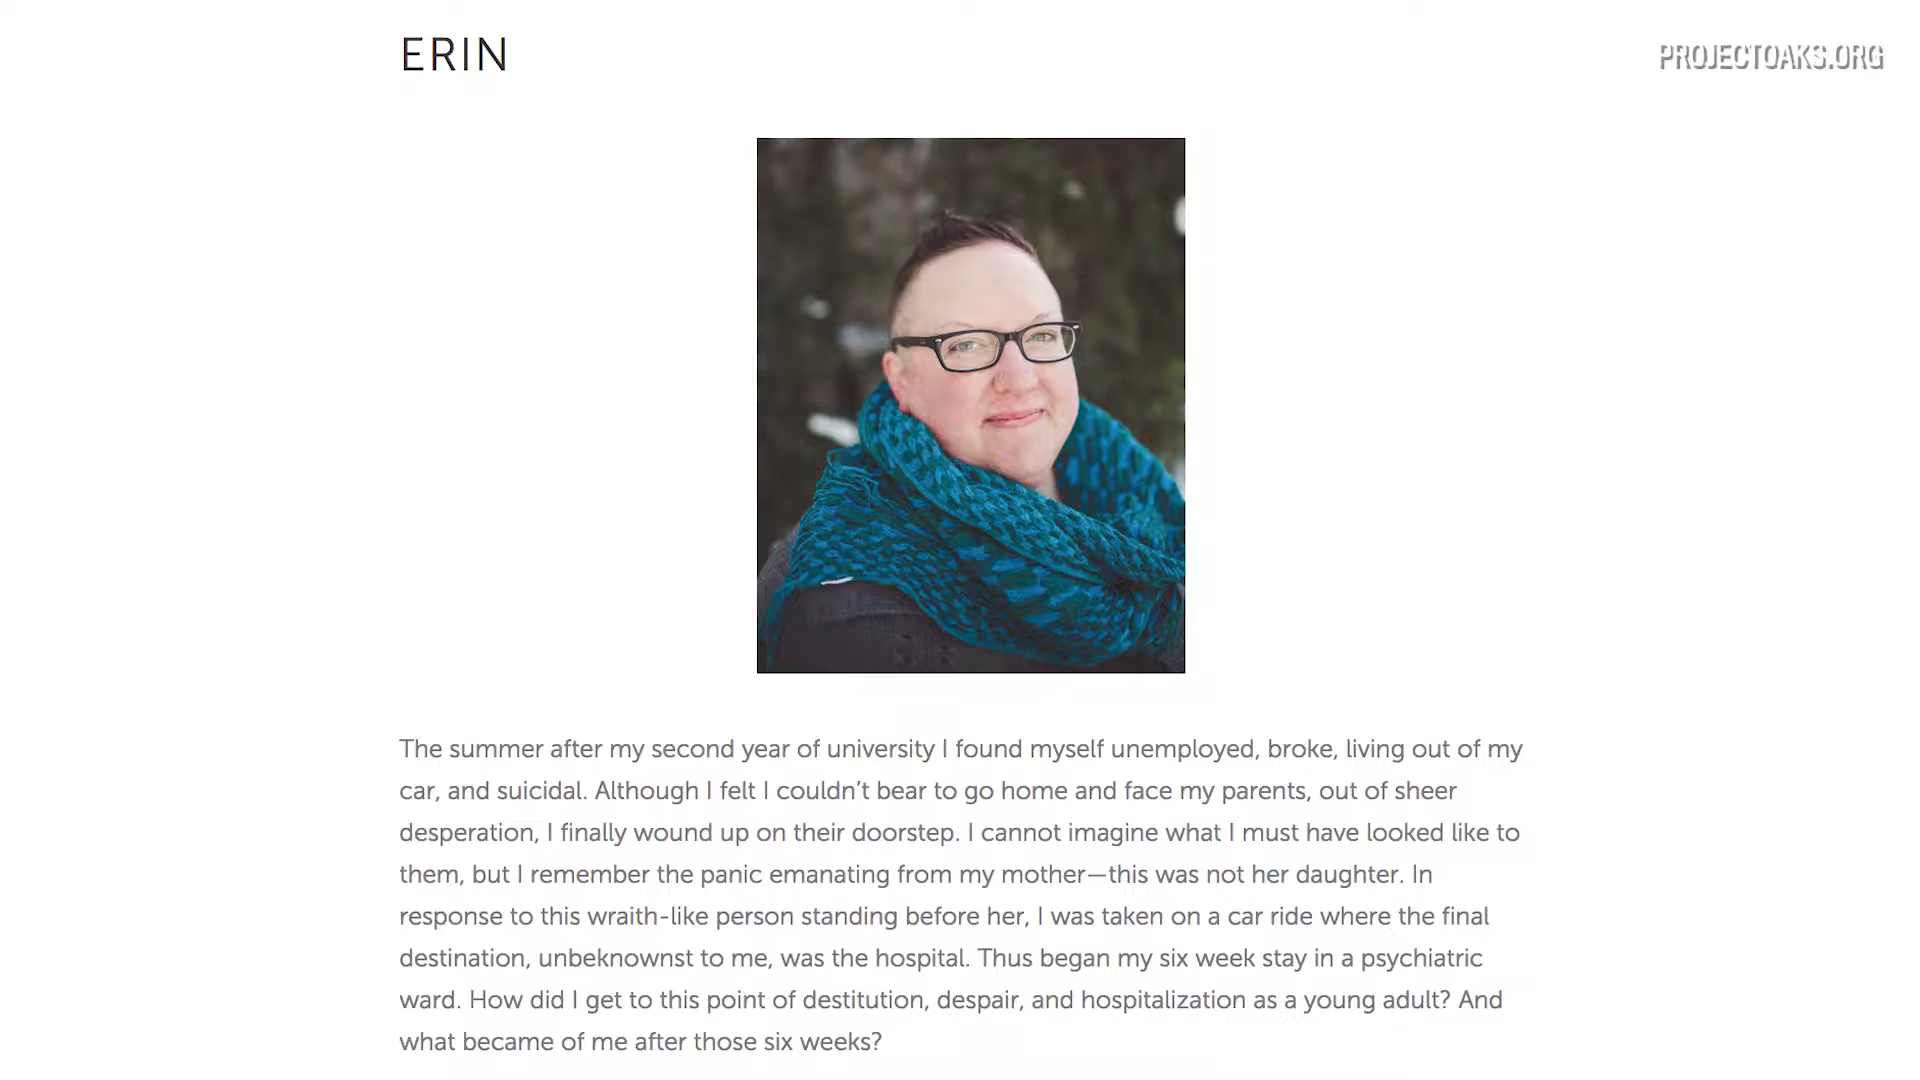 ERIN
PROJECTOAKS.ORG
The summer after my second year of university I found myself unemployed, broke, living out of my
car, and suicidal. Although I felt I couldn’t bear to go home and face my parents, out of sheer
desperation, I finally wound up on their doorstep. I cannot imagine what I must have looked like to
them, but I remember the panic emanating from my mother—this was not her daughter. In
response to this wraith-like person standing before her, I was taken on a car ride where the final
destination, unbeknownst to me, was the hospital. Thus began my six week stay in a psychiatric
ward. How did I get to this point of destitution, despair, and hospitalization as a young adult? And
what became of me after those six weeks?